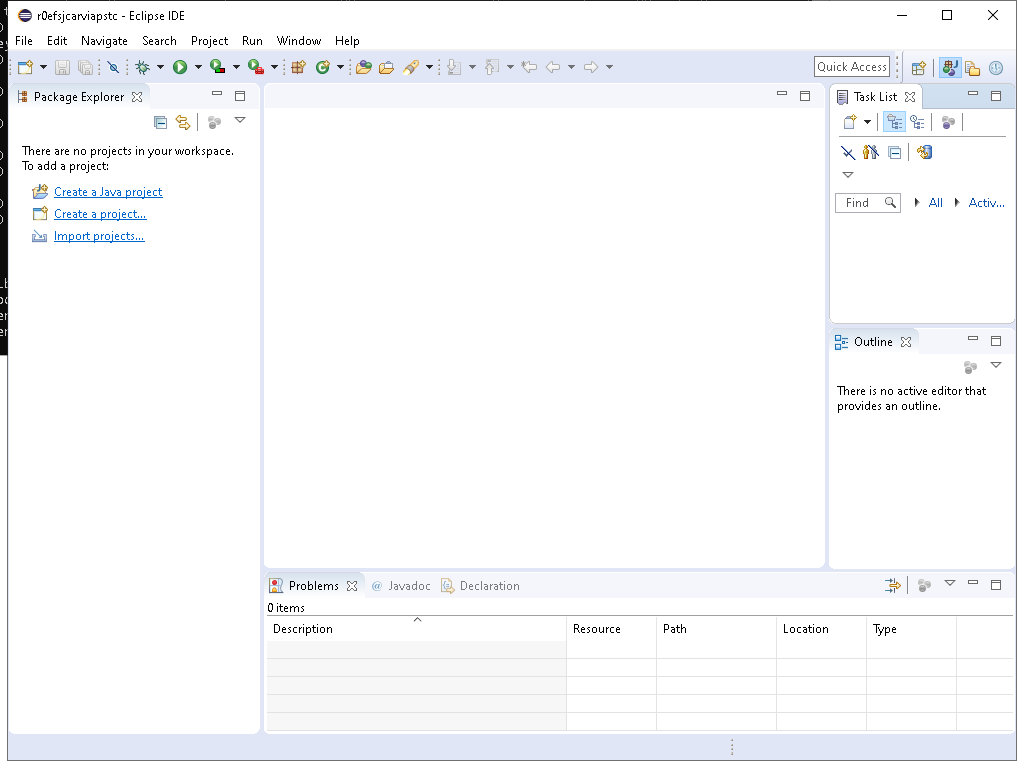 r0efsjcarviapstc - Eclipse IDE
File Edit Navigate Search Project Run Window Help
Quick Access
Package Explorer
There are no projects in your workspace.
To add a project:
Create a Java project
Create a project...
Import projects...
Task List
Find All Activ...
Outline
There is no active editor that
provides an outline.
Problems @ Javadoc Declaration
0 items
Description Resource Path Location Type